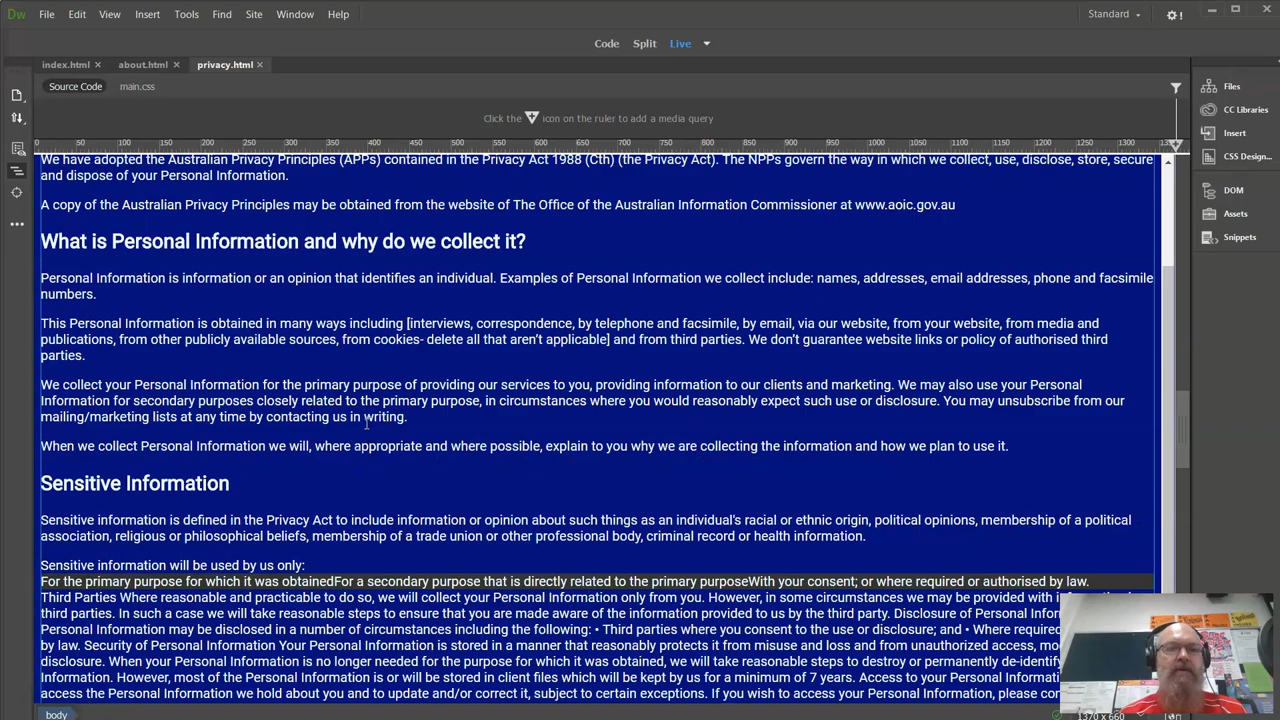 Dw File Edit View Insert Tools Find Site Window Help Standard
Code Split Live
index.html about.html privacy.html
Source Code main.css
Files
CC Libraries
Insert
CSS Design...
DOM
Assets
Snippets
Click the icon on the ruler to add a media query
0 50 100 150 200 250 300 350 400 450 500 550 600 650 700 750 800 850 900 950 1000 1050 1100 1150 1200 1250 1300
We have adopted the Australian Privacy Principles (APPs) contained in the Privacy Act 1988 (Cth) (the Privacy Act). The NPPs govern the way in which we collect, use, disclose, store, secure
and dispose of your Personal Information.
A copy of the Australian Privacy Principles may be obtained from the website of The Office of the Australian Information Commissioner at www.aoic.gov.au
What is Personal Information and why do we collect it?
Personal Information is information or an opinion that identifies an individual. Examples of Personal Information we collect include: names, addresses, email addresses, phone and facsimile
numbers.
This Personal Information is obtained in many ways including [interviews, correspondence, by telephone and facsimile, by email, via our website, from your website, from media and
publications, from other publicly available sources, from cookies- delete all that aren't applicable] and from third parties. We don't guarantee website links or policy of authorised third
parties.
We collect your Personal Information for the primary purpose of providing our services to you, providing information to our clients and marketing. We may also use your Personal
Information for secondary purposes closely related to the primary purpose, in circumstances where you would reasonably expect such use or disclosure. You may unsubscribe from our
mailing/marketing lists at any time by contacting us in writing.
When we collect Personal Information we will, where appropriate and where possible, explain to you why we are collecting the information and how we plan to use it.
Sensitive Information
Sensitive information is defined in the Privacy Act to include information or opinion about such things as an individual's racial or ethnic origin, political opinions, membership of a political
association, religious or philosophical beliefs, membership of a trade union or other professional body, criminal record or health information.
Sensitive information will be used by us only:
For the primary purpose for which it was obtainedFor a secondary purpose that is directly related to the primary purposeWith your consent; or where required or authorised by law.
Third Parties Where reasonable and practicable to do so, we will collect your Personal Information only from you. However, in some circumstances we may be provided with
third parties. In such a case we will take reasonable steps to ensure that you are made aware of the information provided to us by the third party. Disclosure of Personal
Personal Information may be disclosed in a number of circumstances including the following: • Third parties where you consent to the use or disclosure; and • Where required
by law. Security of Personal Information Your Personal Information is stored in a manner that reasonably protects it from misuse and loss and from unauthorized access,
disclosure. When your Personal Information is no longer needed for the purpose for which it was obtained, we will take reasonable steps to destroy or permanently
Information. However, most of the Personal Information is or will be stored in client files which will be kept by us for a minimum of 7 years. Access to your Personal
access the Personal Information we hold about you and to update and/or correct it, subject to certain exceptions. If you wish to access your Personal Information, please
body 1370 x 660